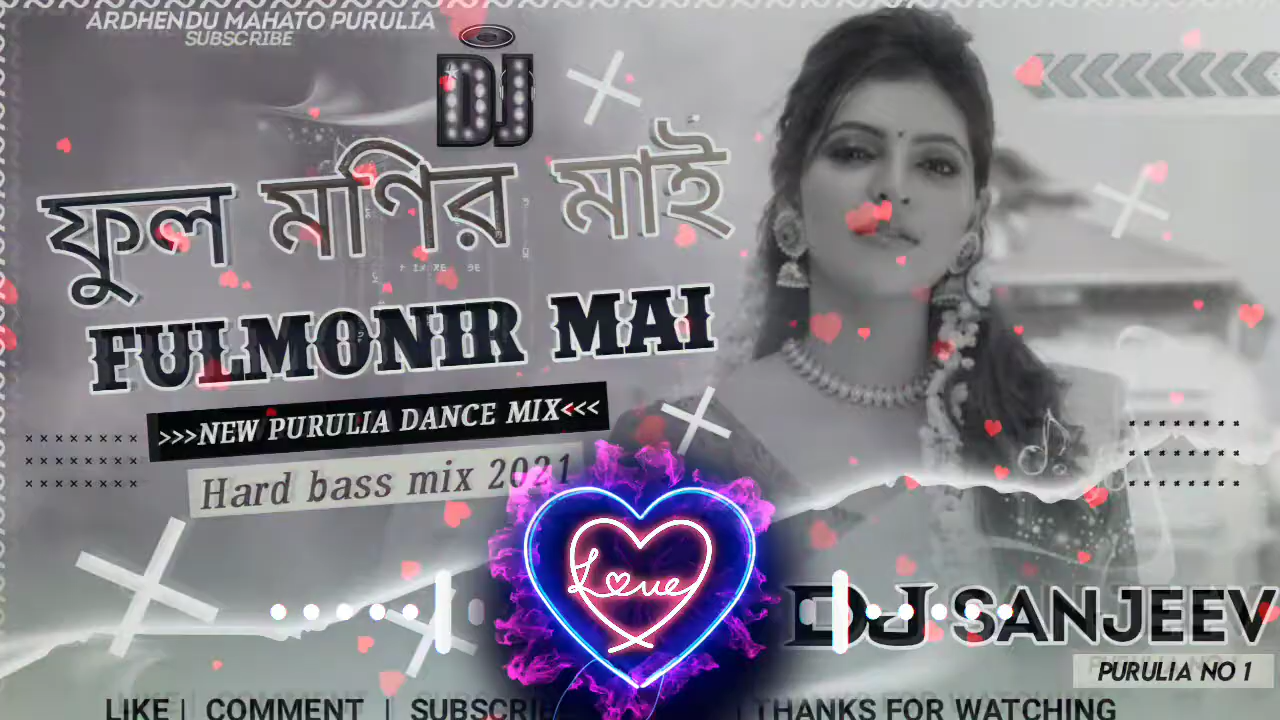 ARDHENDU MAHATO PURULIA
SUBSCRIBE
DJ
ফুল মণির মাই
FULMONIR MAI
>>>NEW PURULIA DANCE MIX<<<
Hard bass mix 2021
Love
DJ SANJEEV
PURULIA NO 1
LIKE | COMMENT | SUBSCRIBE | THANKS FOR WATCHING